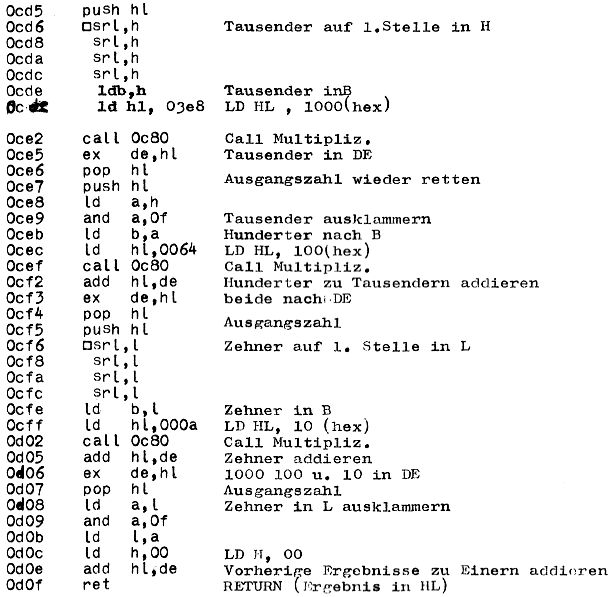 0cd5 push hl
0cd6 □srl,h Tausender auf 1.Stelle in H
0cd8 srl,h
0cda srl,h
0cdc srl,h
0cde ldb,h Tausender inB
ld hl, 03e8 LD HL , 1000(hex)
0ce2 call 0c80 Call Multipliz.
0ce5 ex de,hl Tausender in DE
0ce6 pop hl
Ausgangszahl wieder retten
0ce7 push hl
0ce8 ld a,h
0ce9 and a,0f Tausender ausklammern
0ceb ld b,a Hunderter nach B
0cec ld hl,0064 LD HL, 100(hex)
0cef call 0c80 Call Multipliz.
0cf2 add hl,de Hunderter zu Tausendern addieren
0cf3 ex de,hl beide nach DE
0cf4 pop hl
Ausgangszahl
0cf5 push hl
0cf6 □srl,l Zehner auf 1. Stelle in L
0cf8 srl,l
0cfa srl,l
0cfc srl,l
0cfe ld b,l Zehner in B
0cff ld hl,000a LD HL, 10 (hex)
0d02 call 0c80 Call Multipliz.
0d05 add hl,de Zehner addieren
0d06 ex de,hl 1000 100 u. 10 in DE
0d07 pop hl Ausgangszahl
0d08 ld a,l Zehner in L ausklammern
0d09 and a,0f
0d0b ld l,a
0d0c ld h,00 LD H, 00
0d0e add hl,de Vorherige Ergebnisse zu Einern addieren
0d0f ret RETURN (Ergebnis in HL)